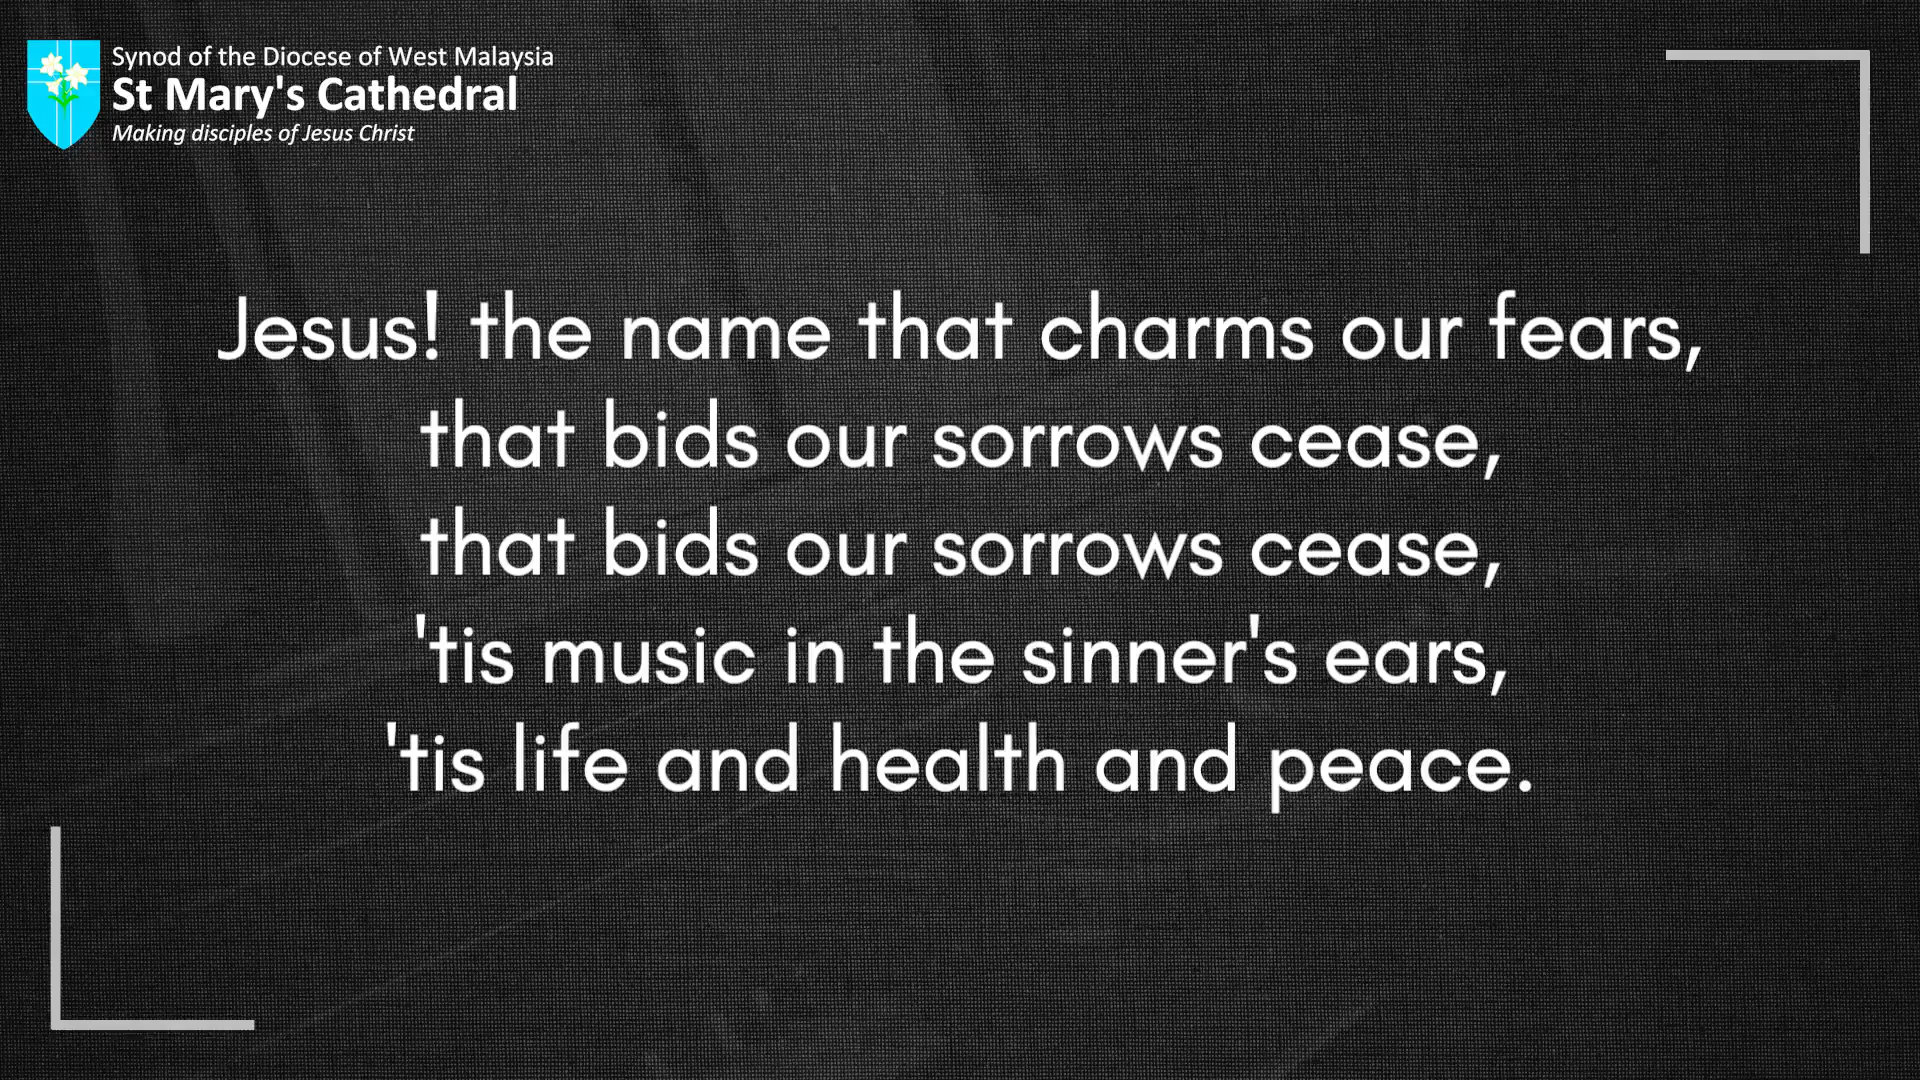 Synod of the Diocese of West Malaysia
St Mary's Cathedral
Making disciples of Jesus Christ
Jesus! the name that charms our fears,
that bids our sorrows cease,
that bids our sorrows cease,
'tis music in the sinner's ears,
'tis life and health and peace.